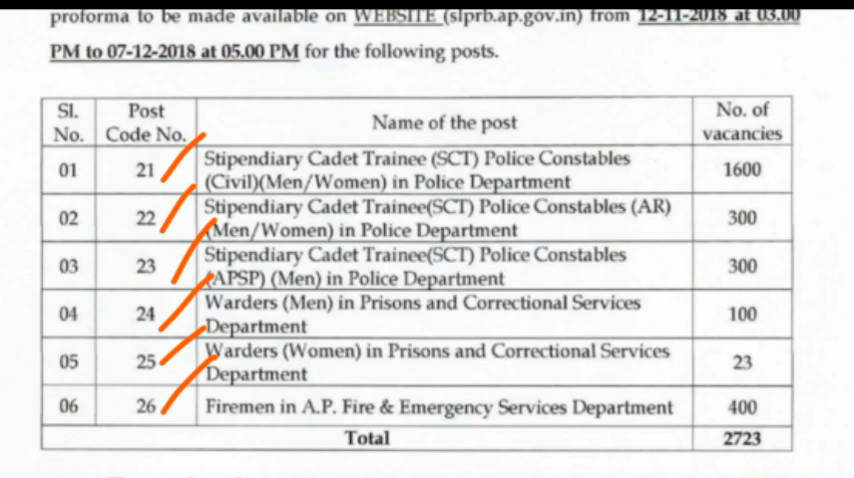 proforma to be made available on WEBSITE (slprb.ap.gov.in) from 12-11-2018 at 03.00
PM to 07-12-2018 at 05.00 PM for the following posts.
Sl. No. Post Code No. Name of the post No. of vacancies
01 21 Stipendiary Cadet Trainee (SCT) Police Constables
(Civil)(Men/Women) in Police Department 1600
02 22 Stipendiary Cadet Trainee(SCT) Police Constables (AR)
(Men/Women) in Police Department 300
03 23 Stipendiary Cadet Trainee(SCT) Police Constables
(APSP) (Men) in Police Department 300
04 24 Warders (Men) in Prisons and Correctional Services
Department 100
05 25 Warders (Women) in Prisons and Correctional Services
Department 23
06 26 Firemen in A.P. Fire & Emergency Services Department 400
Total 2723